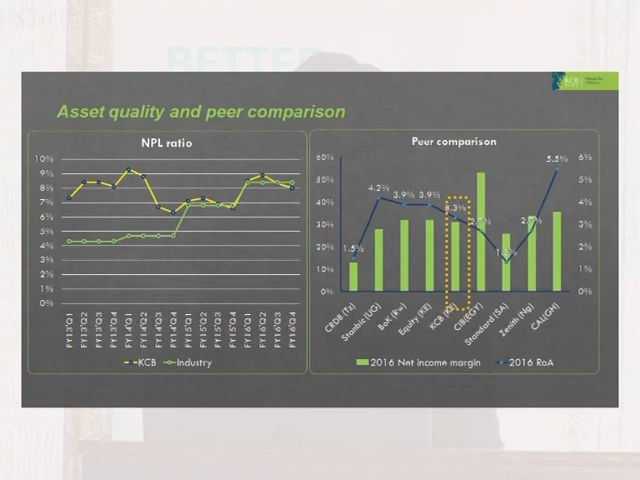 BETTER
KCB
Asset quality and peer comparison
NPL ratio
10%
9%
8%
7%
6%
5%
4%
3%
2%
1%
0%
FY13'Q1
FY13'Q2
FY13'Q3
FY13'Q4
FY14'Q1
FY14'Q2
FY14'Q3
FY14'Q4
FY15'Q1
FY15'Q2
FY15'Q3
FY15'Q4
FY16'Q1
FY16'Q2
FY16'Q3
FY16'Q4
KCB Industry
Peer comparison
60%
50%
40%
30%
20%
10%
0%
1.5%
4.2%
3.9%
3.9%
3.3%
5.5%
6%
5%
4%
3%
2%
1%
0%
CRDB (Tz)
Stanbic (UG)
BoK (Rw)
Equity (KE)
KCB (KE)
CIB(EGY)
Standard (SA)
Zenith (Ng)
CAL(GH)
2016 Net income margin 2016 RoA